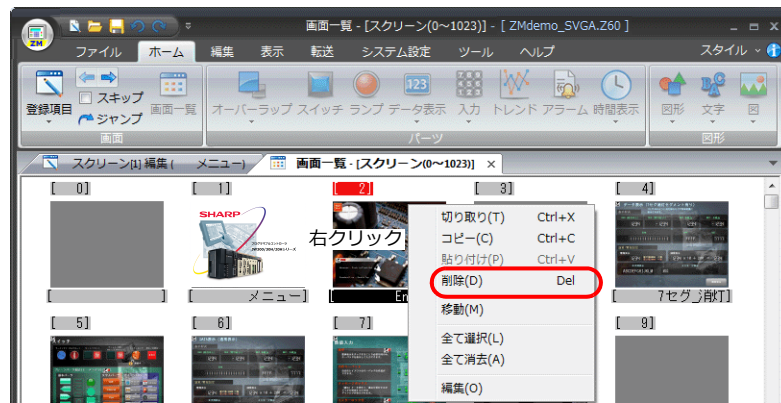 画面一覧 - [スクリーン(0~1023)] - [ ZMdemo_SVGA.Z60 ]
ZM
ファイル ホーム 編集 表示 転送 システム設定 ツール ヘルプ スタイル
登録項目 スキップ ジャンプ 画面一覧 オーバーラップ スイッチ ランプ データ表示 入力 トレンド アラーム 時間表示 図形 文字 図
123
画面 パーツ 図形
スクリーン[1] 編集 ( メニュー) 画面一覧 - [スクリーン(0~1023)] ×
[ 0] [ 1] [ 2] [ 3] [ 4]
SHARP
右クリック
切り取り(T) Ctrl+X
コピー(C) Ctrl+C
貼り付け(P) Ctrl+V
削除(D) Del
移動(M)
全て選択(L)
全て消去(A)
編集(O)
[ ] [ メニュー] [ En [ 7セグ
[ 5] [ 6] [ 7] [ 9]